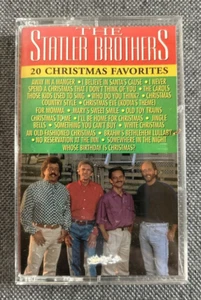 THE
STATLER BROTHERS
20 CHRISTMAS FAVORITES
AWAY IN A MANGER • I BELIEVE IN SANTA'S CAUSE • I NEVER
SPEND A CHRISTMAS THAT I DON'T THINK OF YOU • THE CAROLS
THOSE KIDS USED TO SING • WHO DO YOU THINK? • CHRISTMAS
COUNTRY STYLE • CHRISTMAS EVE (KODIA'S THEME)
FOR MOMMA • MARY'S SWEET SMILE • OLD TOY TRAINS
CHRISTMAS TO ME • I'LL BE HOME FOR CHRISTMAS • JINGLE
BELLS • SOMETHING YOU CAN'T BUY • WHITE CHRISTMAS
AN OLD FASHIONED CHRISTMAS • BRAHM'S BETHLEHEM LULLABY
NO RESERVATION AT THE INN • SOMEWHERE IN THE NIGHT
WHOSE BIRTHDAY IS CHRISTMAS?